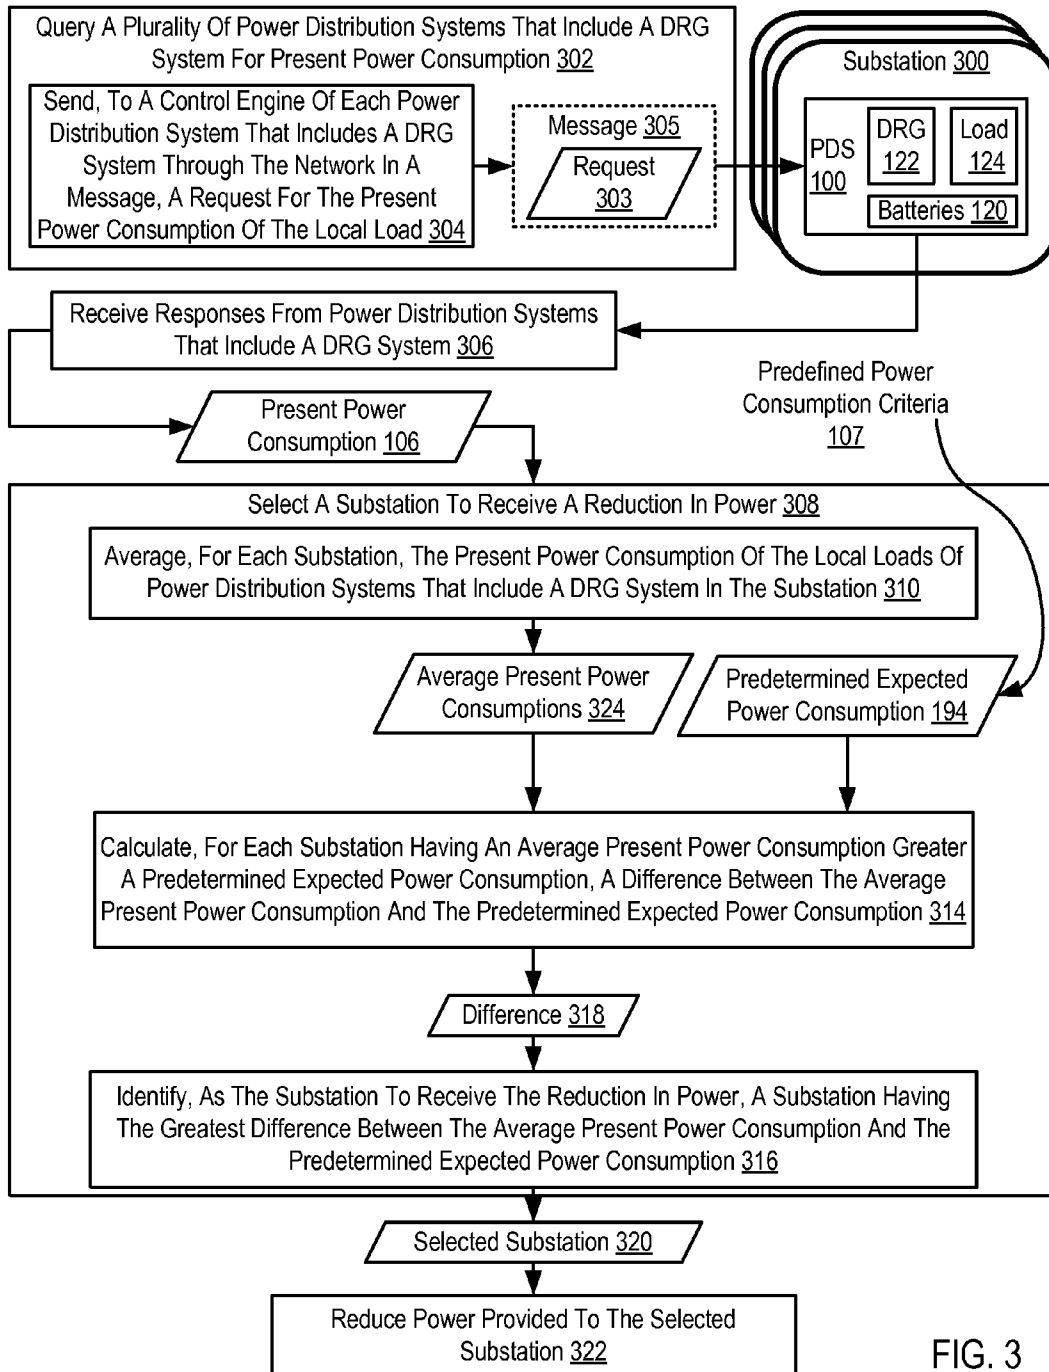 Query A Plurality Of Power Distribution Systems That Include A DRG
System For Present Power Consumption 302
Send, To A Control Engine Of Each Power
Distribution System That Includes A DRG
System Through The Network In A
Message, A Request For The Present
Power Consumption Of The Local Load 304
Message 305
Request
303
Substation 300
PDS
100
DRG
122
Load
124
Batteries 120
Receive Responses From Power Distribution Systems
That Include A DRG System 306
Present Power
Consumption 106
Predefined Power
Consumption Criteria
107
Select A Substation To Receive A Reduction In Power 308
Average, For Each Substation, The Present Power Consumption Of The Local Loads Of
Power Distribution Systems That Include A DRG System In The Substation 310
Average Present Power
Consumptions 324
Predetermined Expected
Power Consumption 194
Calculate, For Each Substation Having An Average Present Power Consumption Greater
A Predetermined Expected Power Consumption, A Difference Between The Average
Present Power Consumption And The Predetermined Expected Power Consumption 314
Difference 318
Identify, As The Substation To Receive The Reduction In Power, A Substation Having
The Greatest Difference Between The Average Present Power Consumption And The
Predetermined Expected Power Consumption 316
Selected Substation 320
Reduce Power Provided To The Selected
Substation 322
FIG. 3